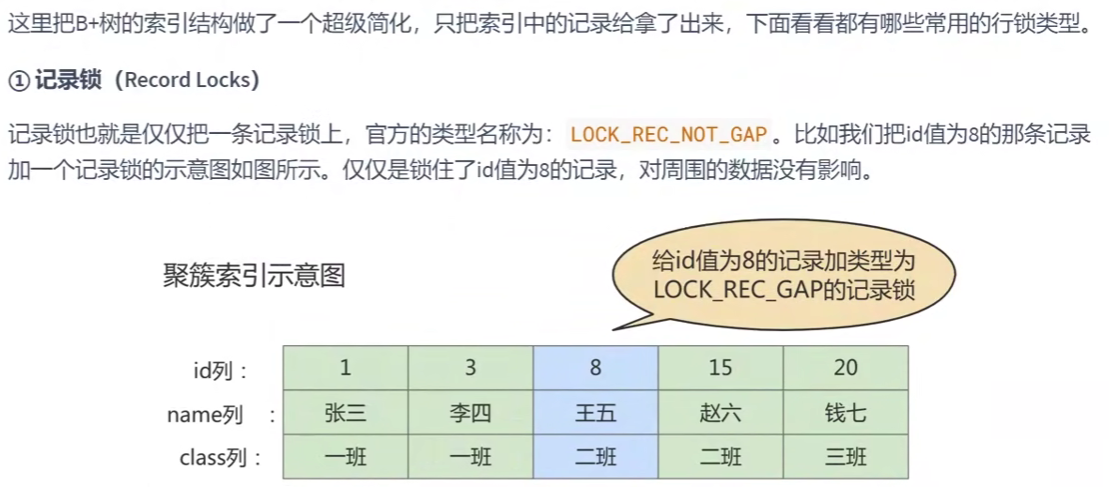 这里把B+树的索引结构做了一个超级简化，只把索引中的记录给拿了出来，下面看看都有哪些常用的行锁类型。
① 记录锁（Record Locks）
记录锁也就是仅仅把一条记录锁上，官方的类型名称为：LOCK_REC_NOT_GAP。比如我们把id值为8的那条记录
加一个记录锁的示意图如图所示。仅仅是锁住了id值为8的记录，对周围的数据没有影响。
给id值为8的记录加类型为
LOCK_REC_GAP的记录锁
聚簇索引示意图
id列： 1 3 8 15 20
name列 ： 张三 李四 王五 赵六 钱七
class列： 一班 一班 二班 二班 三班